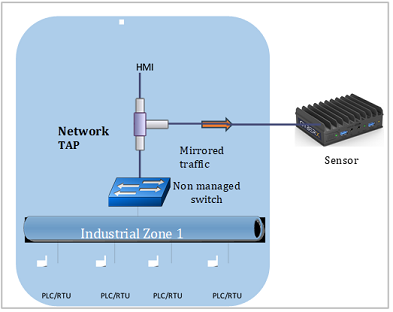 HMI
Network
TAP
Mirrored
traffic
Sensor
Non managed
switch
Industrial Zone 1
PLC/RTU
PLC/RTU
PLC/RTU
PLC/RTU